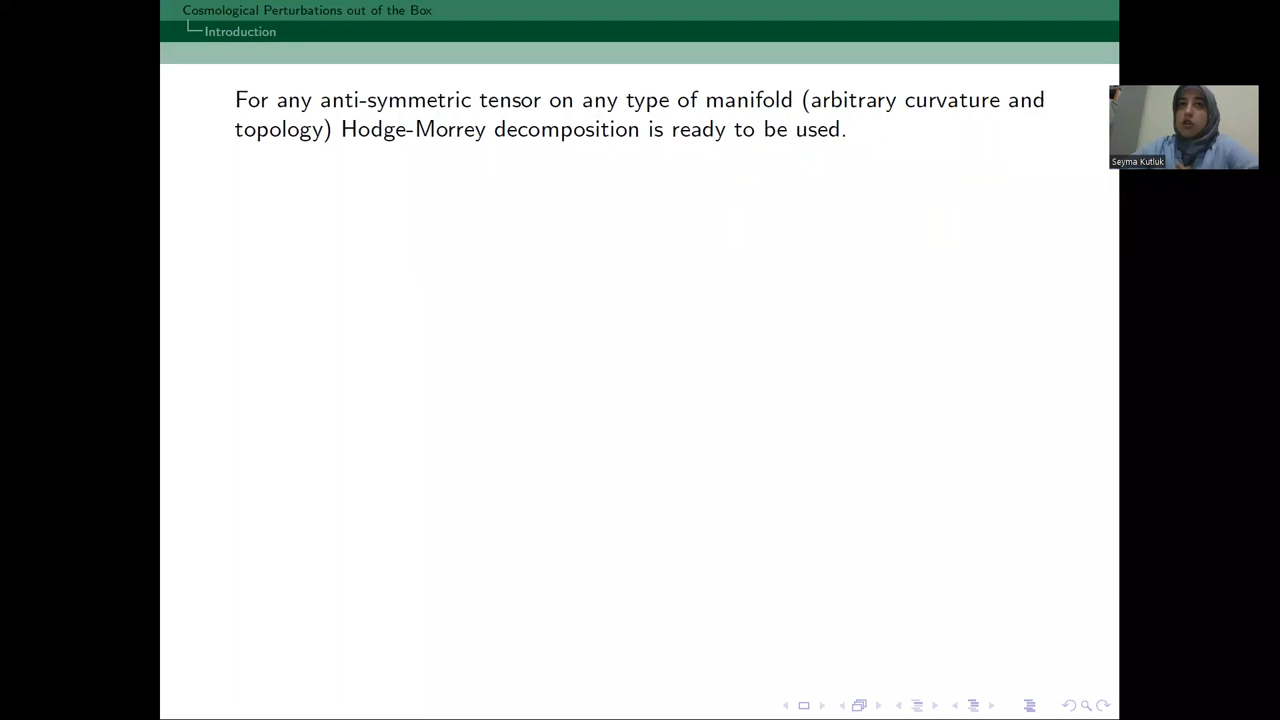 Cosmological Perturbations out of the Box
Introduction
For any anti-symmetric tensor on any type of manifold (arbitrary curvature and
topology) Hodge-Morrey decomposition is ready to be used.
Seyma Kutluk